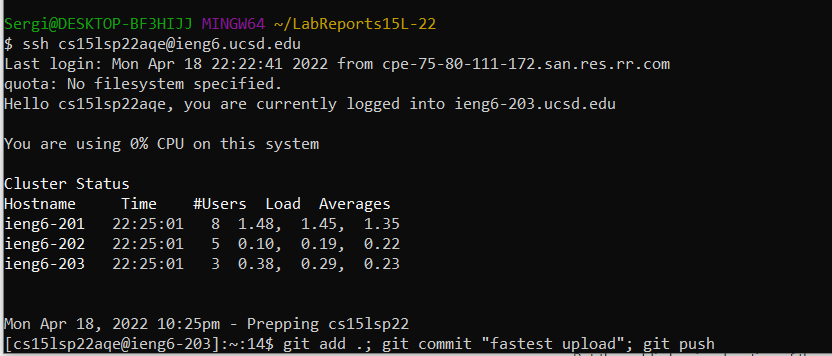 Sergi@DESKTOP-BF3HIJJ MINGW64 ~/LabReports15L-22
$ ssh cs15lsp22aqe@ieng6.ucsd.edu
Last login: Mon Apr 18 22:22:41 2022 from cpe-75-80-111-172.san.res.rr.com
quota: No filesystem specified.
Hello cs15lsp22aqe, you are currently logged into ieng6-203.ucsd.edu
You are using 0% CPU on this system
Cluster Status
Hostname     Time    #Users  Load  Averages
ieng6-201   22:25:01   8  1.48,  1.45,  1.35
ieng6-202   22:25:01   5  0.10,  0.19,  0.22
ieng6-203   22:25:01   3  0.38,  0.29,  0.23
Mon Apr 18, 2022 10:25pm - Prepping cs15lsp22
[cs15lsp22aqe@ieng6-203]:~:14$ git add .; git commit "fastest upload"; git push